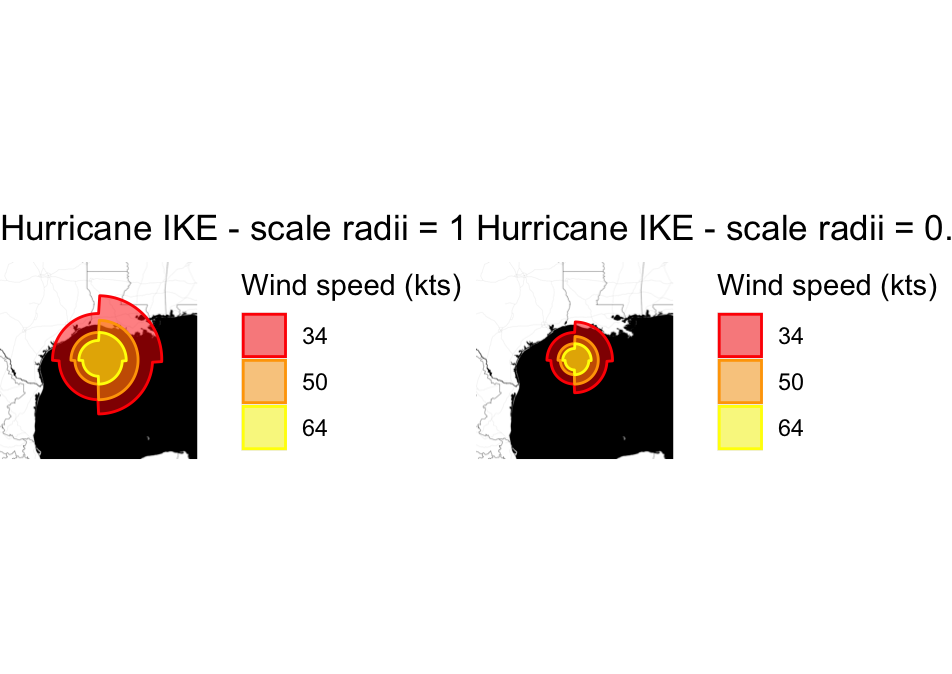 Hurricane IKE - scale radii = 1
Wind speed (kts)
34
50
64
Hurricane IKE - scale radii = 0.
Wind speed (kts)
34
50
64